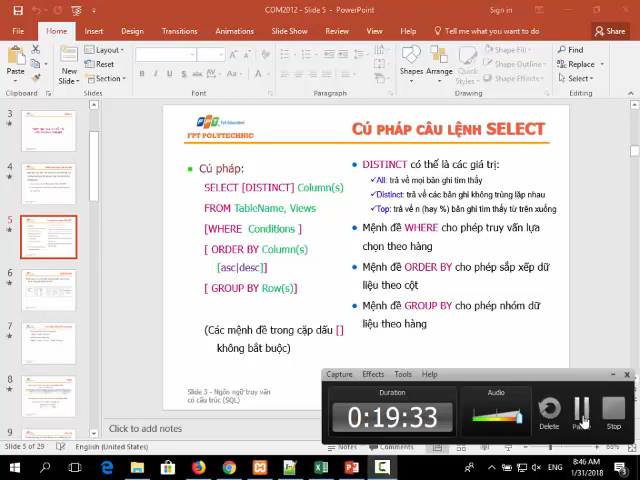 COM2012 - Slide 5 - PowerPoint
Sign in
File
Home
Insert
Design
Transitions
Animations
Slide Show
Review
View
Tell me what you want to do
Share
Paste
New
Slide
Layout
Reset
Section
Shapes
Arrange
Quick
Styles
Shape Fill
Shape Outline
Shape Effects
Find
Replace
Select
Clipboard
Slides
Font
Paragraph
Drawing
Editing
3
4
5
6
7
8
9
FPT Education
FPT POLYTECHNIC
CÚ PHÁP CÂU LỆNH SELECT
Cú pháp:
SELECT [DISTINCT] Column(s)
FROM TableName, Views
[WHERE Conditions ]
[ ORDER BY Column(s)
[asc|desc]]
[ GROUP BY Row(s)]
(Các mệnh đề trong cặp dấu []
không bắt buộc)
DISTINCT có thể là các giá trị:
All: trả về mọi bản ghi tìm thấy
Distinct: trả về các bản ghi không trùng lặp nhau
Top: trả về n (hay %) bản ghi tìm thấy từ trên xuống
Mệnh đề WHERE cho phép truy vấn lựa
chọn theo hàng
Mệnh đề ORDER BY cho phép sắp xếp dữ
liệu theo cột
Mệnh đề GROUP BY cho phép nhóm dữ
liệu theo hàng
Slide 3 - Ngôn ngữ truy vấn
có cấu trúc (SQL)
Click to add notes
Slide 5 of 29
English (United States)
Notes
Comments
Capture
Effects
Tools
Help
Duration
0:19:33
Audio
Delete
Stop
ENG
8:46 AM